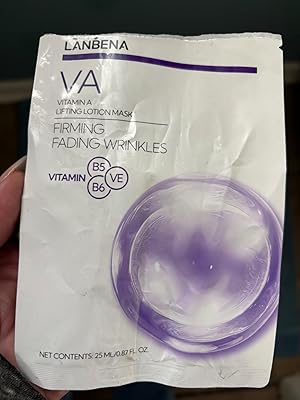 LANBENA
VA
VITAMIN A
LIFTING LOTION MASK
FIRMING
FADING WRINKLES
VITAMIN B5 B6 VE
NET CONTENTS: 25 ML/0.87 FL. OZ.